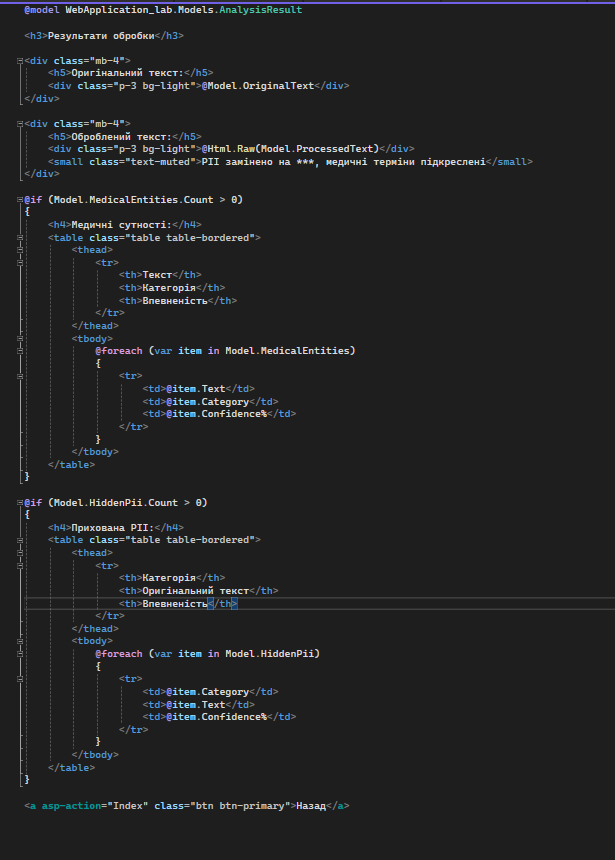 @model WebApplication_lab.Models.AnalysisResult
<h3>Результати обробки</h3>
<div class="mb-4">
<h5>Оригінальний текст:</h5>
<div class="p-3 bg-light">@Model.OriginalText</div>
</div>
<div class="mb-4">
<h5>Оброблений текст:</h5>
<div class="p-3 bg-light">@Html.Raw(Model.ProcessedText)</div>
<small class="text-muted">PII замінено на ***, медичні терміни підкреслені</small>
</div>
@if (Model.MedicalEntities.Count > 0)
{
<h4>Медичні сутності:</h4>
<table class="table table-bordered">
<thead>
<tr>
<th>Текст</th>
<th>Категорія</th>
<th>Впевненість</th>
</tr>
</thead>
<tbody>
@foreach (var item in Model.MedicalEntities)
{
<tr>
<td>@item.Text</td>
<td>@item.Category</td>
<td>@item.Confidence%</td>
</tr>
}
</tbody>
</table>
}
@if (Model.HiddenPii.Count > 0)
{
<h4>Прихована PII:</h4>
<table class="table table-bordered">
<thead>
<tr>
<th>Категорія</th>
<th>Оригінальний текст</th>
<th>Впевненість</th>
</tr>
</thead>
<tbody>
@foreach (var item in Model.HiddenPii)
{
<tr>
<td>@item.Category</td>
<td>@item.Text</td>
<td>@item.Confidence%</td>
</tr>
}
</tbody>
</table>
}
<a asp-action="Index" class="btn btn-primary">Назад</a>